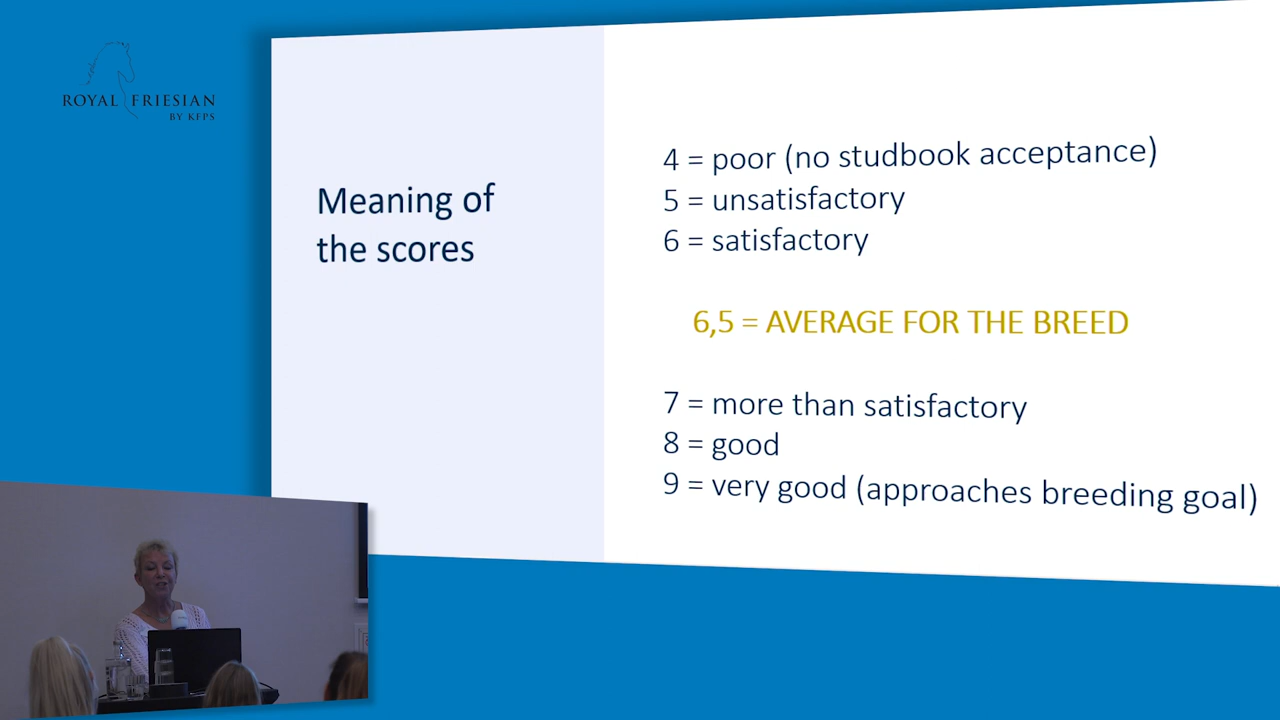 ROYAL FRIESIAN
BY KFPS
Meaning of
the scores
4 = poor (no studbook acceptance)
5 = unsatisfactory
6 = satisfactory
6,5 = AVERAGE FOR THE BREED
7 = more than satisfactory
8 = good
9 = very good (approaches breeding goal)